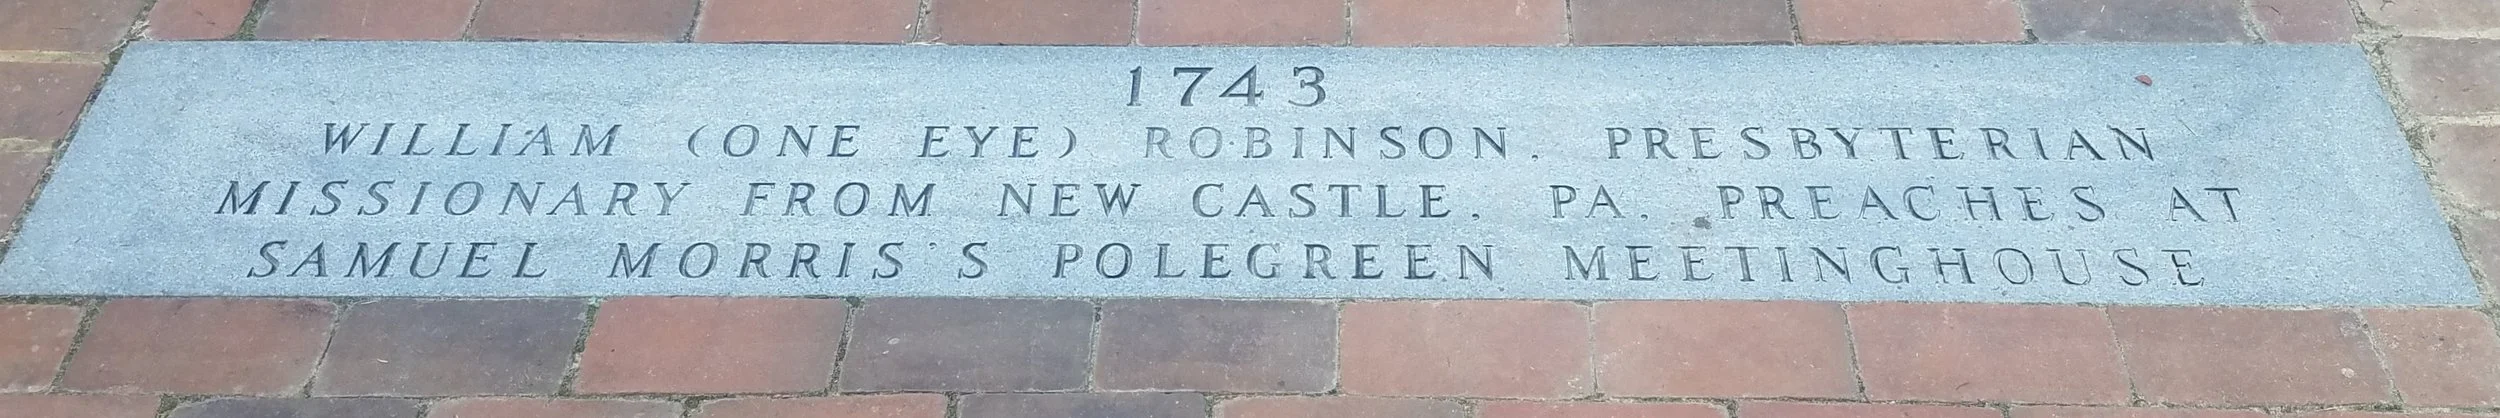 1743
WILLIAM (ONE EYE) ROBINSON, PRESBYTERIAN
MISSIONARY FROM NEW CASTLE, PA, PREACHES AT
SAMUEL MORRIS'S POLEGREEN MEETINGHOUSE